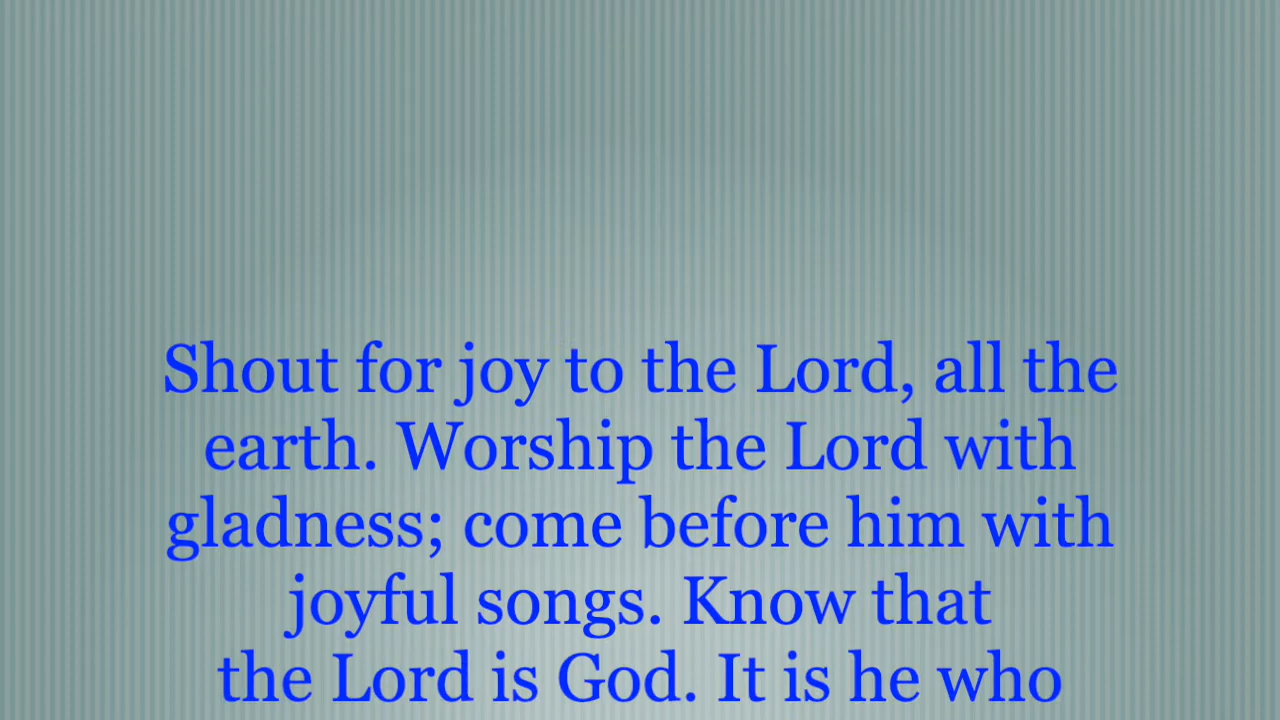 Shout for joy to the Lord, all the
earth. Worship the Lord with
gladness; come before him with
joyful songs. Know that
the Lord is God. It is he who